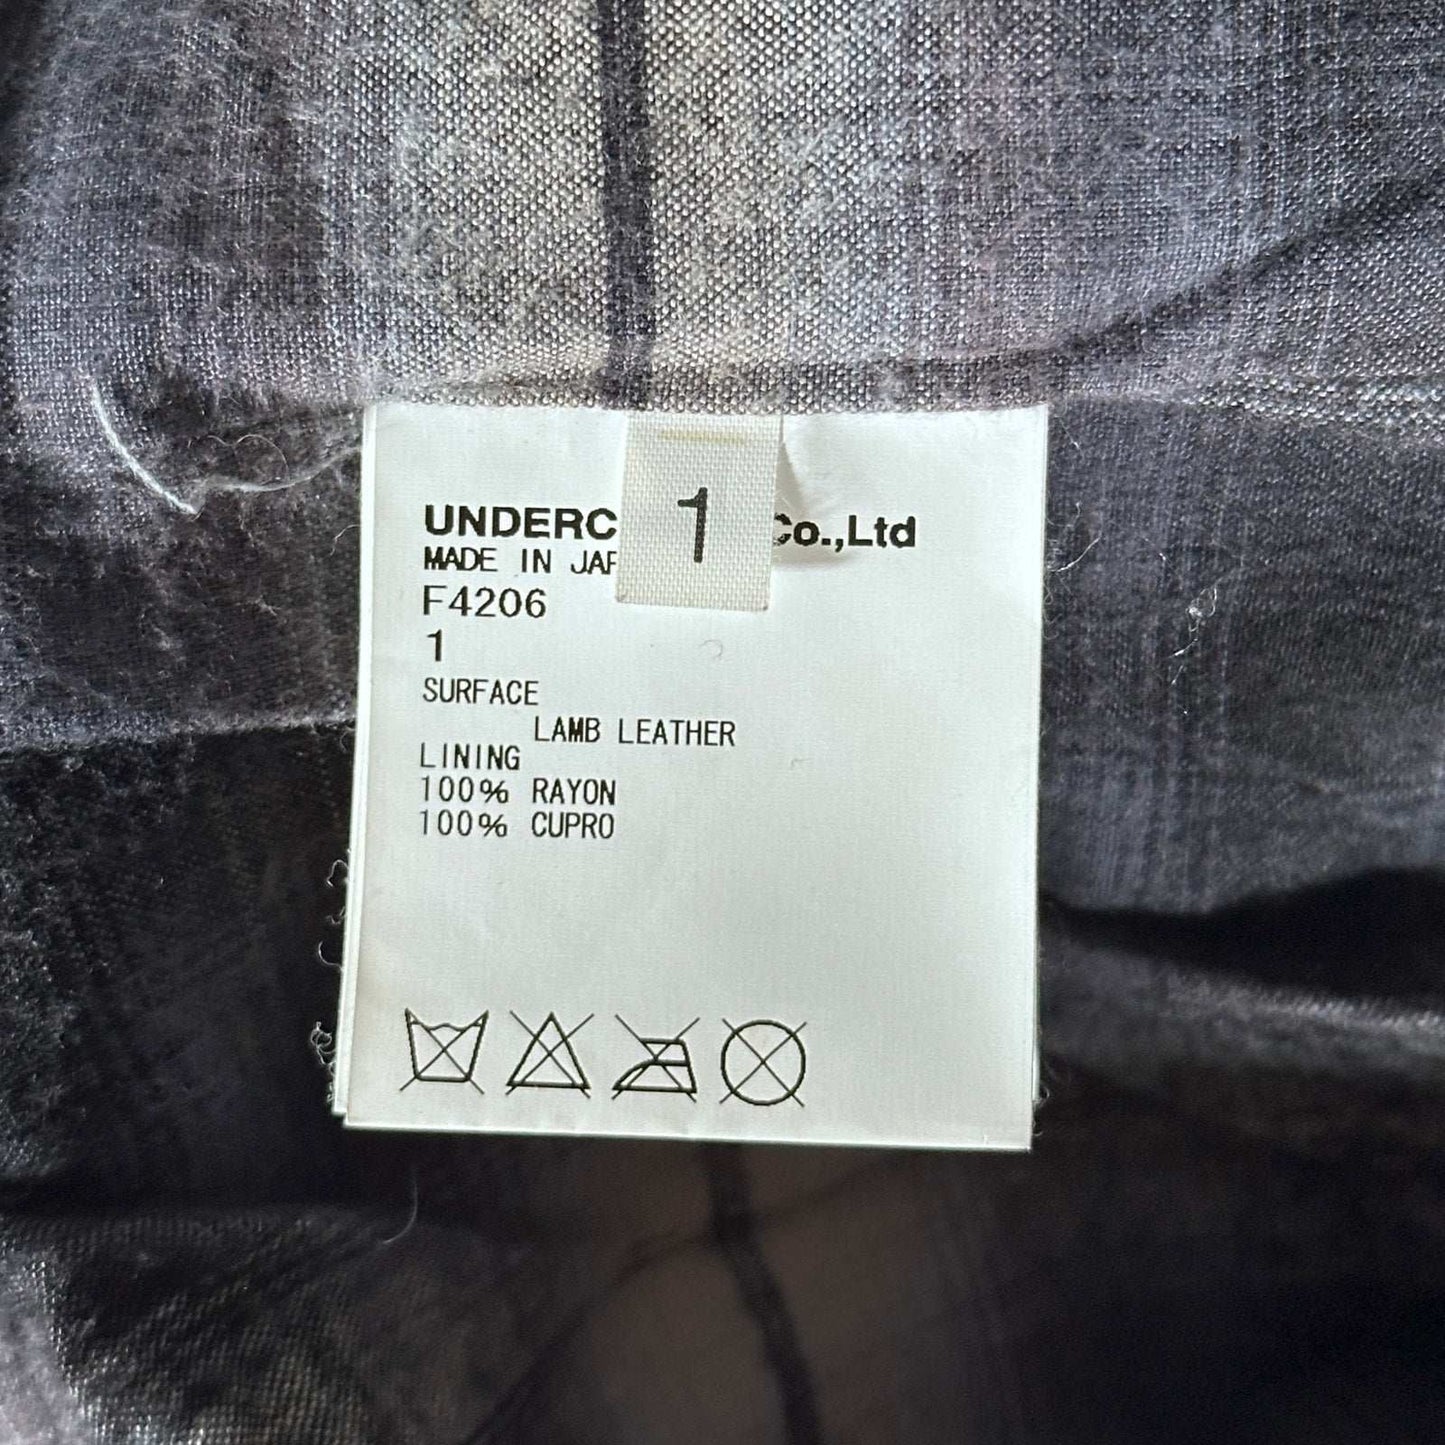 UNDERC Co.,Ltd
1
MADE IN JAP
F4206
1
SURFACE
LAMB LEATHER
LINING
100% RAYON
100% CUPRO